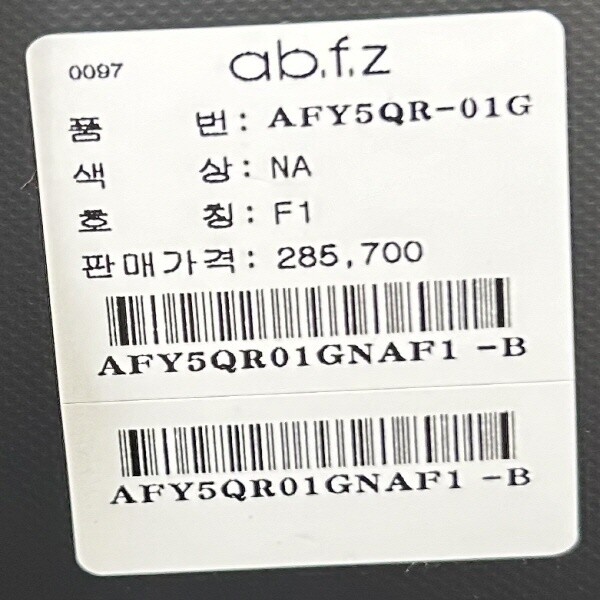 0097 ab.f.z
품 번: AFY5QR-01G
색 상: NA
호 칭: F1
판매가격: 285,700
AFY5QR01GNAF1 -B
AFY5QR01GNAF1 -B